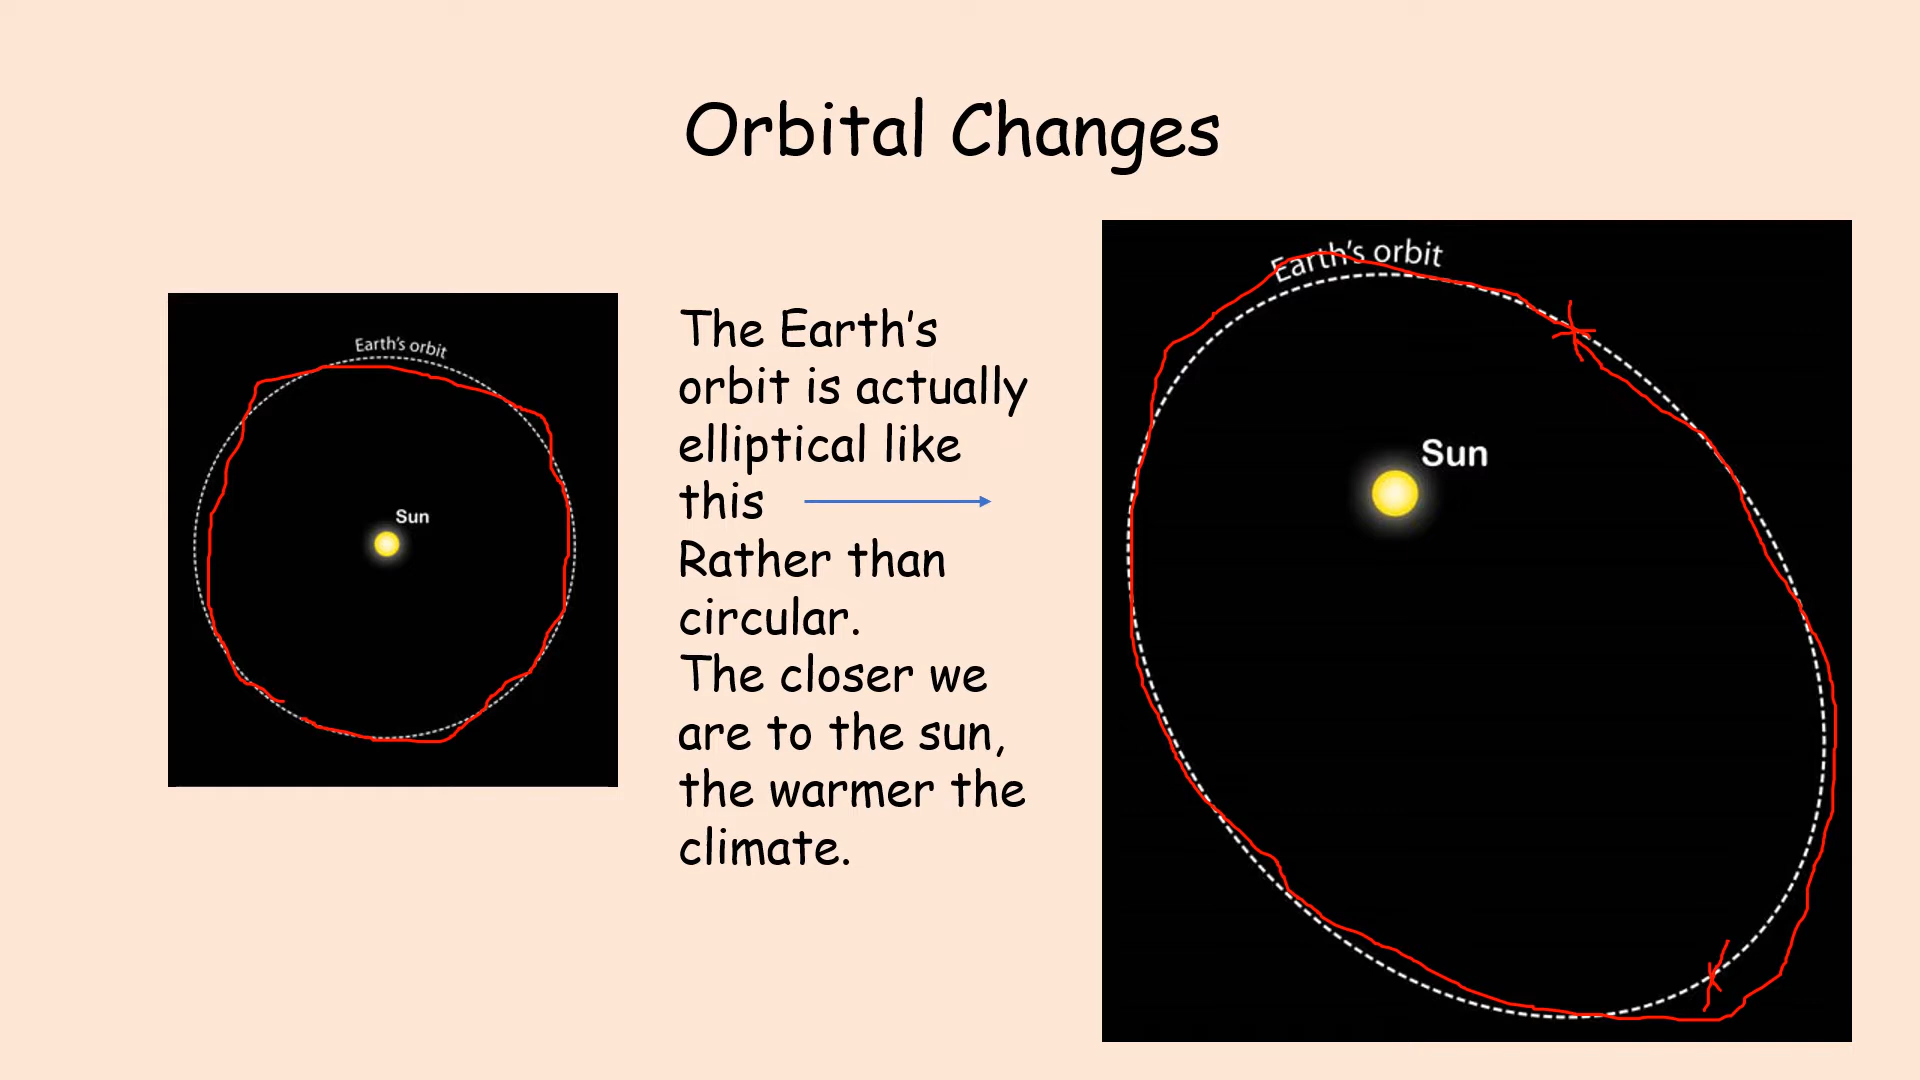 Orbital Changes
Earth's orbit
Sun
The Earth's
orbit is actually
elliptical like
this
Rather than
circular.
The closer we
are to the sun,
the warmer the
climate.
Earth's orbit
Sun